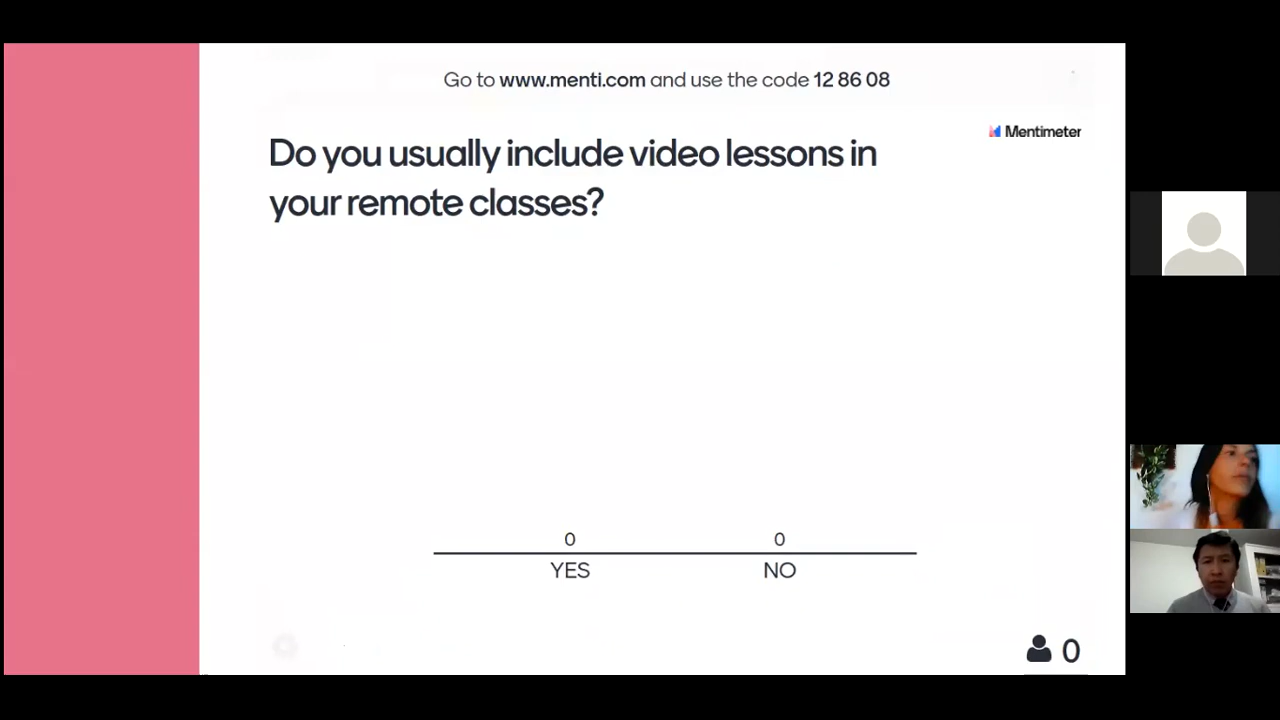 Go to www.menti.com and use the code 12 86 08
Mentimeter
Do you usually include video lessons in
your remote classes?
0 0
YES NO
0